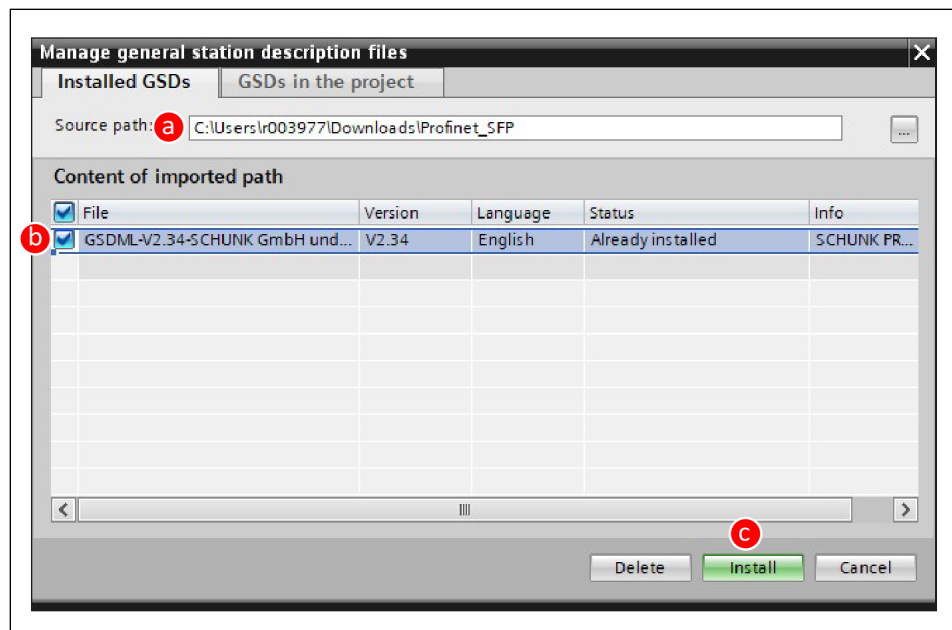 Manage general station description files
Installed GSDs
GSDs in the project
Source path: a C:\Users\r003977\Downloads\Profinet_SFP ...
Content of imported path
File Version Language Status Info
b GSDML-V2.34-SCHUNK GmbH und... V2.34 English Already installed SCHUNK PR...
c
Delete Install Cancel